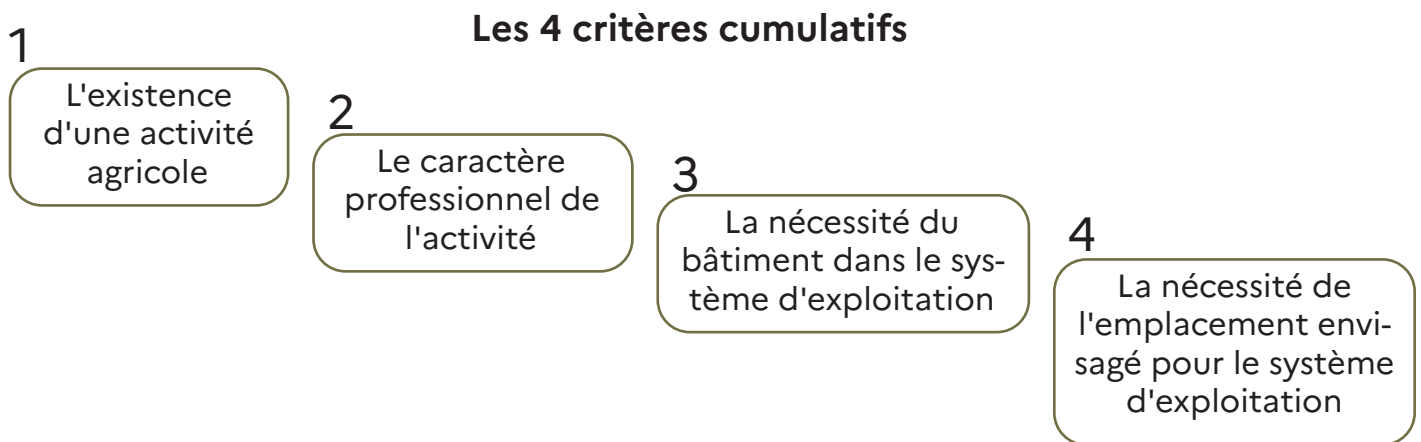 Les 4 critères cumulatifs
1
L'existence
d'une activité
agricole
2
Le caractère
professionnel de
l'activité
3
La nécessité du
bâtiment dans le sys-
tème d'exploitation
4
La nécessité de
l'emplacement envi-
sagé pour le système
d'exploitation